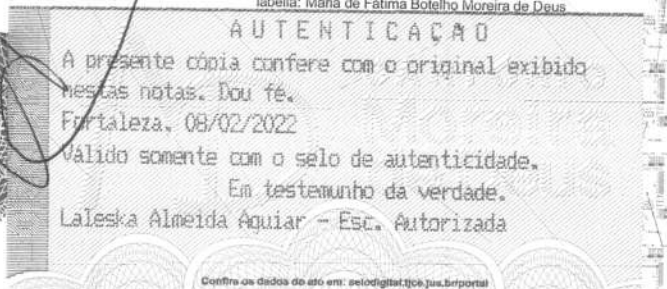 Tabeliã: Maria de Fátima Botelho Moreira de Deus
AUTENTICAÇÃO
A presente cópia confere com o original exibido
nestas notas. Dou fé.
Fortaleza, 08/02/2022
Válido somente com o selo de autenticidade.
Em testemunho da verdade.
Laleska Almeida Aguiar - Esc. Autorizada
Confira os dados do ato em: selodigital.tjce.jus.br/portal